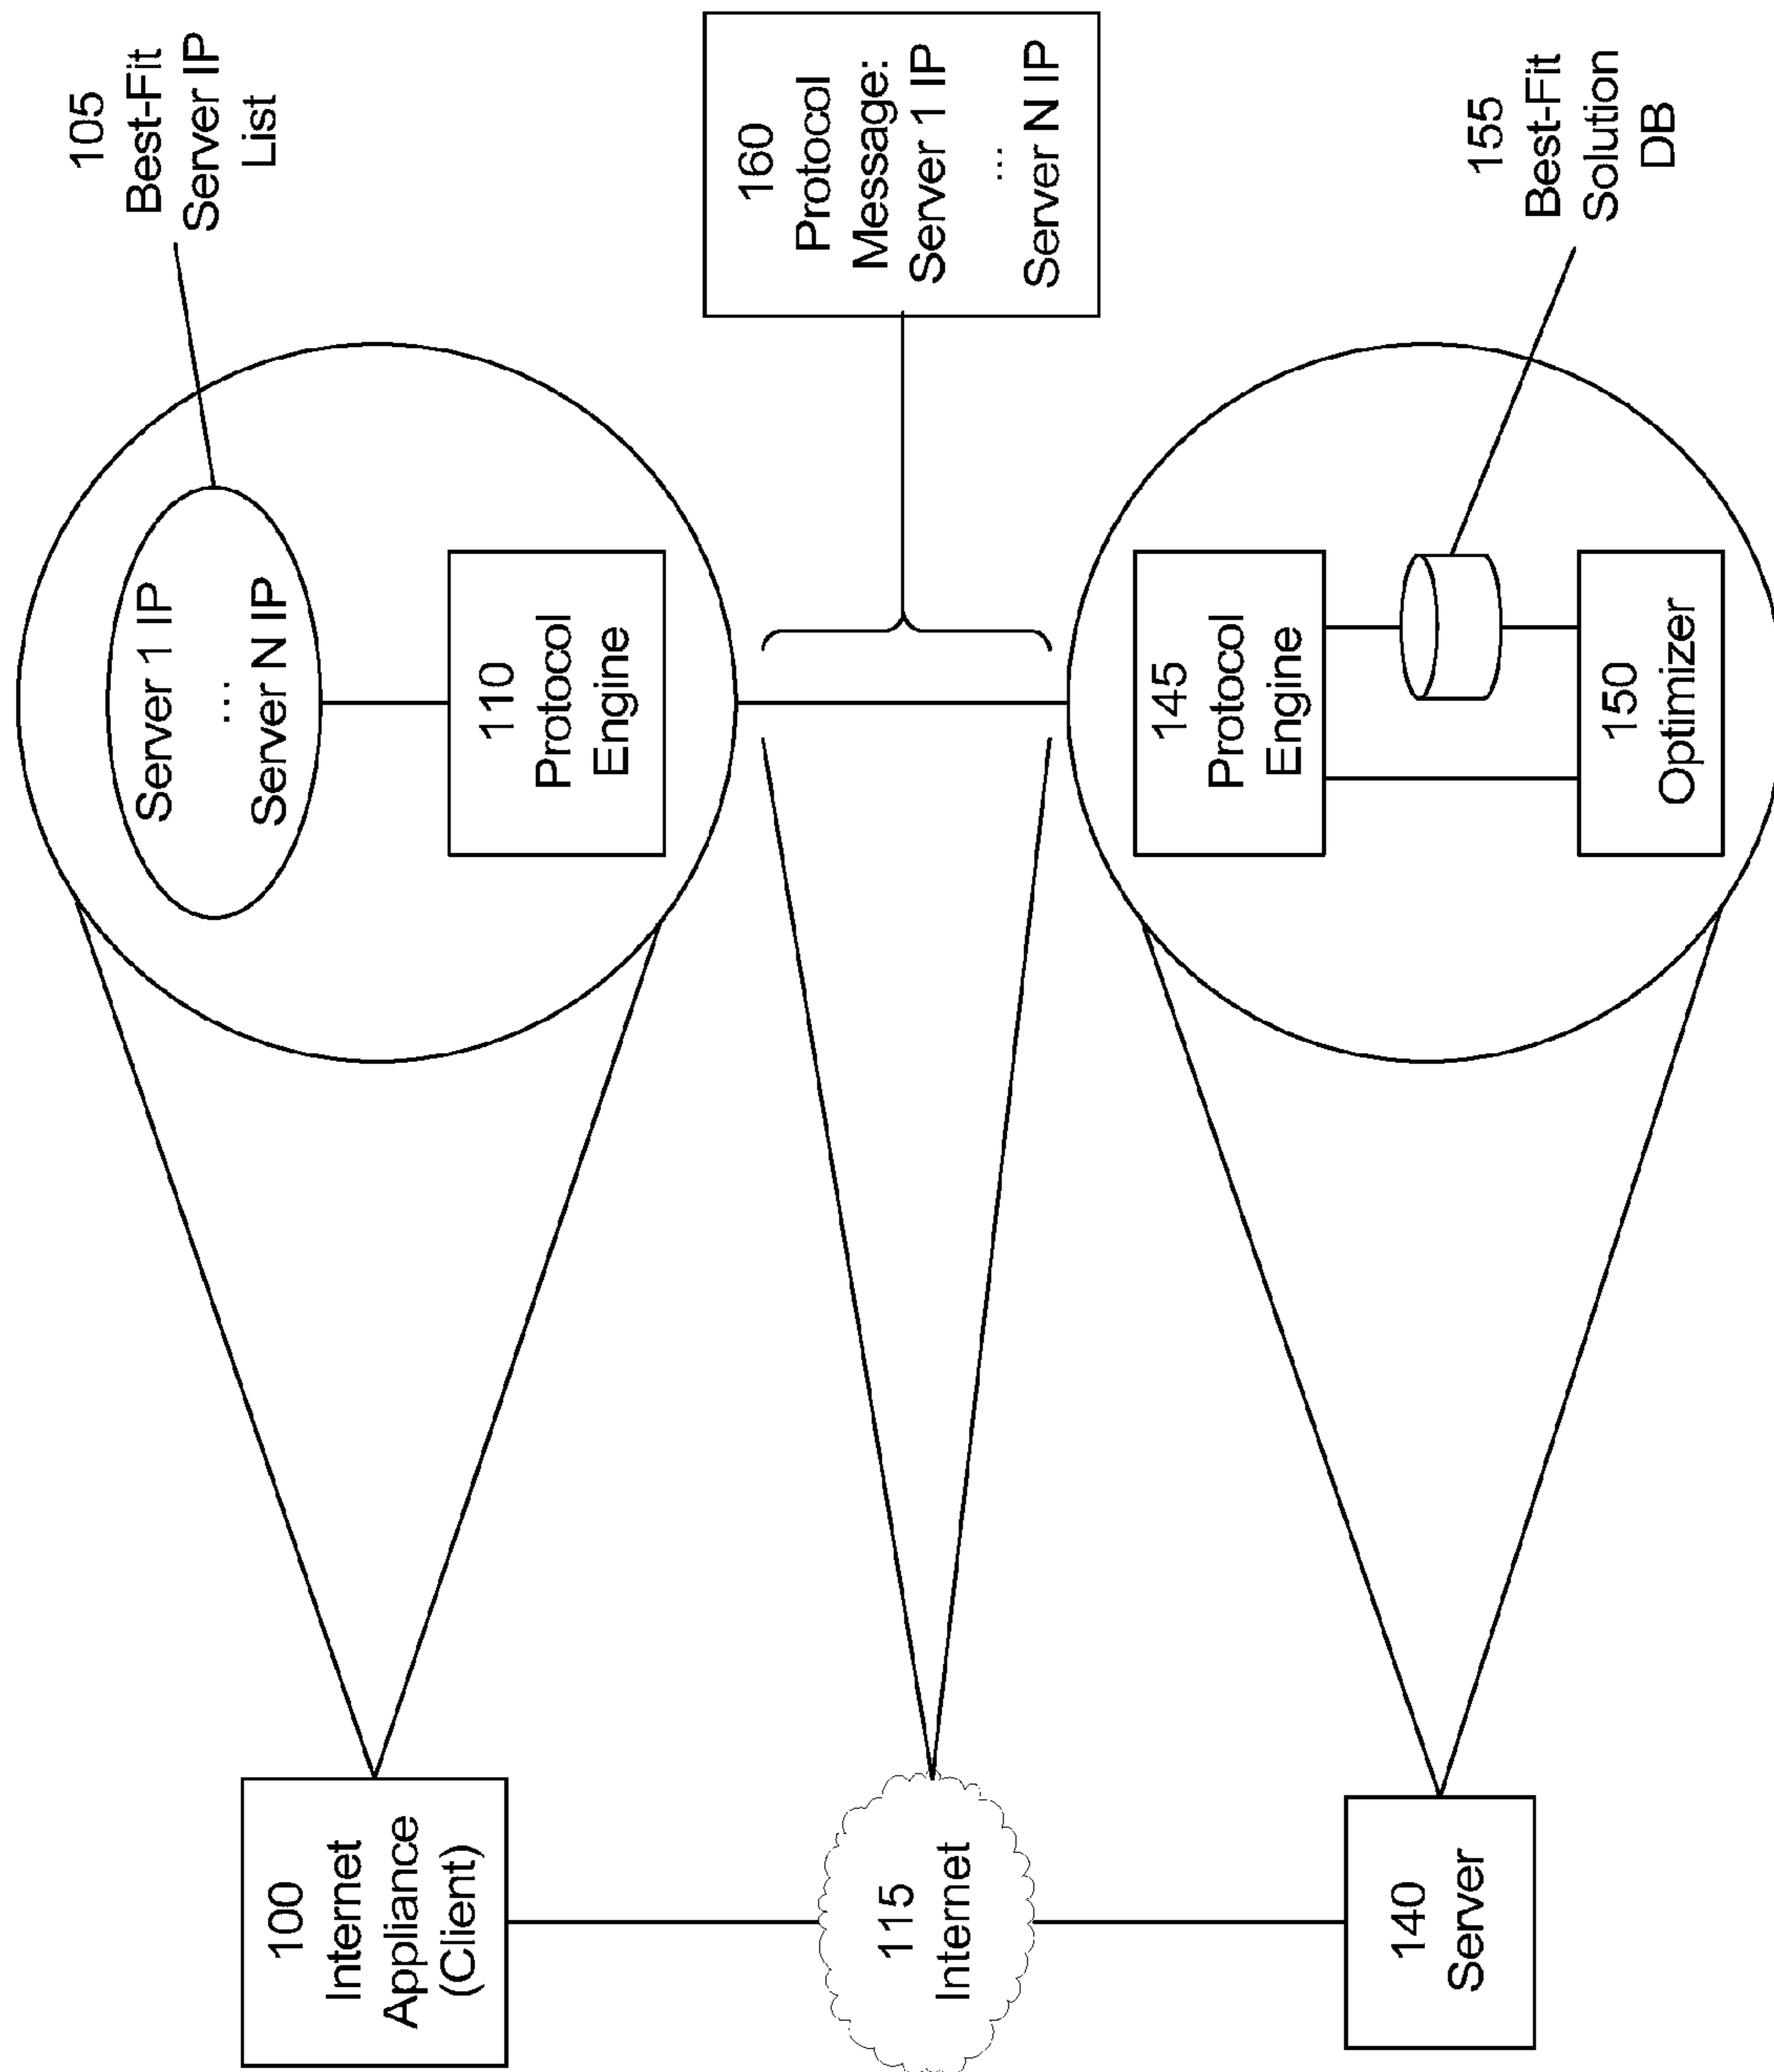 105
Best-Fit
Server IP
List
Server 1 IP
...
Server N IP
110
Protocol
Engine
100
Internet
Appliance
(Client)
160
Protocol
Message:
Server 1 IP
...
Server N IP
115
Internet
155
Best-Fit
Solution
DB
145
Protocol
Engine
150
Optimizer
140
Server